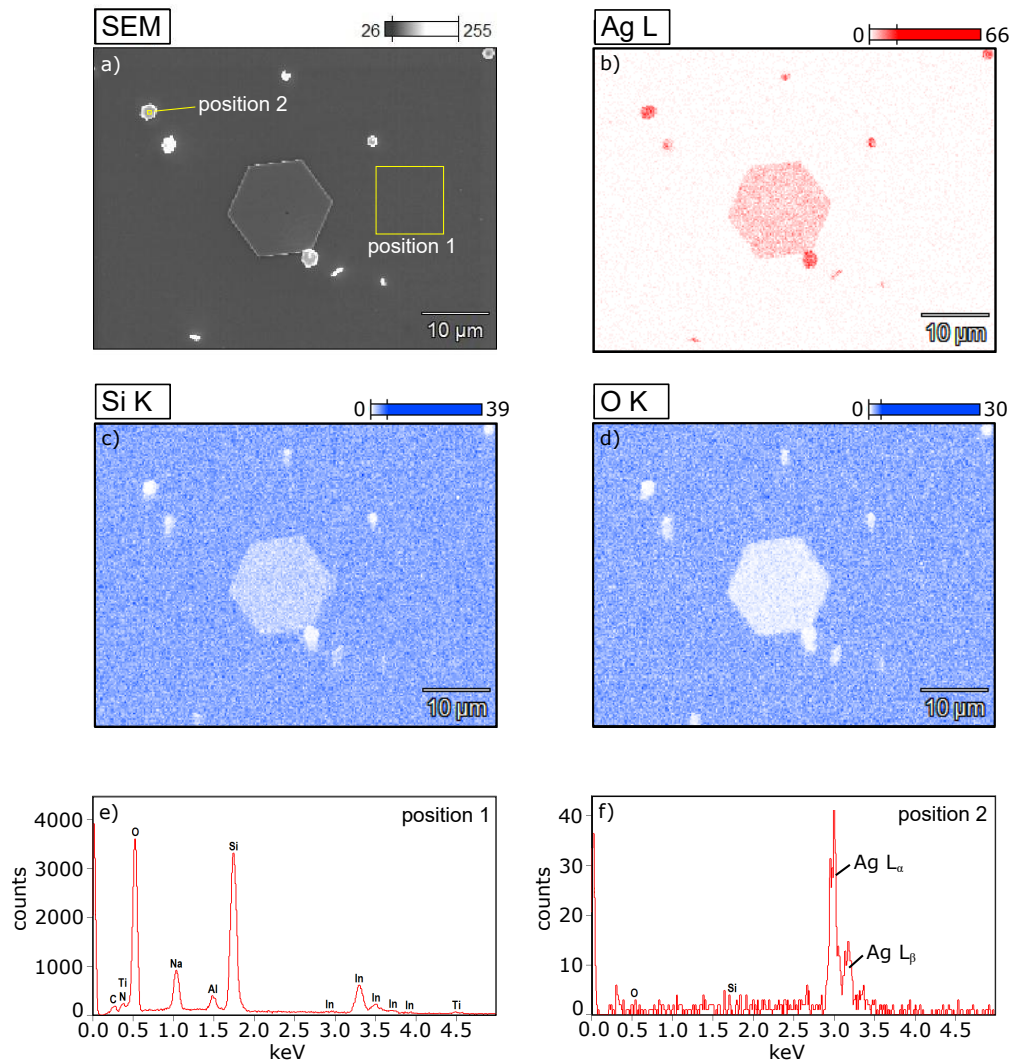 SEM
26
255
Ag L
0
66
a)
position 2
position 1
10 µm
b)
10 µm
Si K
0
39
O K
0
30
c)
10 µm
d)
10 µm
e)
position 1
4000
3000
2000
1000
0
counts
C
Ti
N
O
Na
Al
Si
In
In
In
In
In
Ti
0.0
0.5
1.0
1.5
2.0
2.5
3.0
3.5
4.0
4.5
keV
f)
position 2
40
30
20
10
0
counts
O
Si
Ag Lα
Ag Lβ
0.0
0.5
1.0
1.5
2.0
2.5
3.0
3.5
4.0
4.5
keV